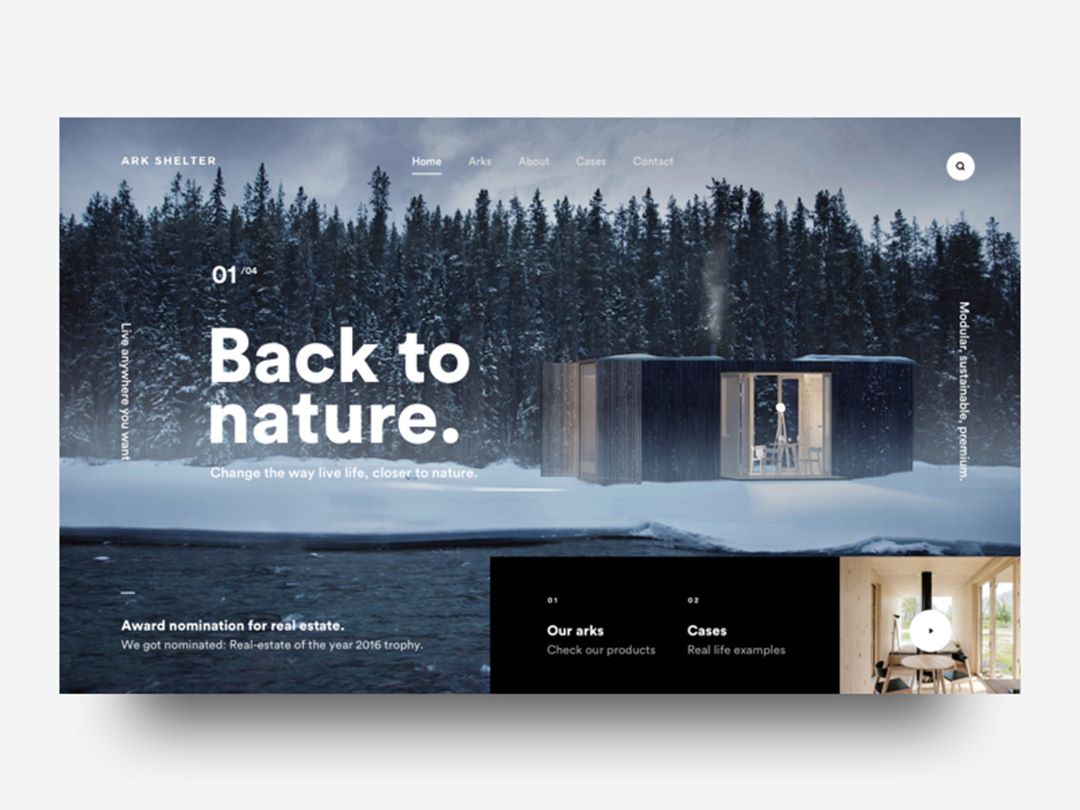 ARK SHELTER
Home
Arks
About
Cases
Contact
01 /04
Live anywhere you want
Back to
nature.
Change the way live life, closer to nature.
Modular, sustainable, premium.
Award nomination for real estate.
We got nominated: Real-estate of the year 2016 trophy.
01
Our arks
Check our products
02
Cases
Real life examples